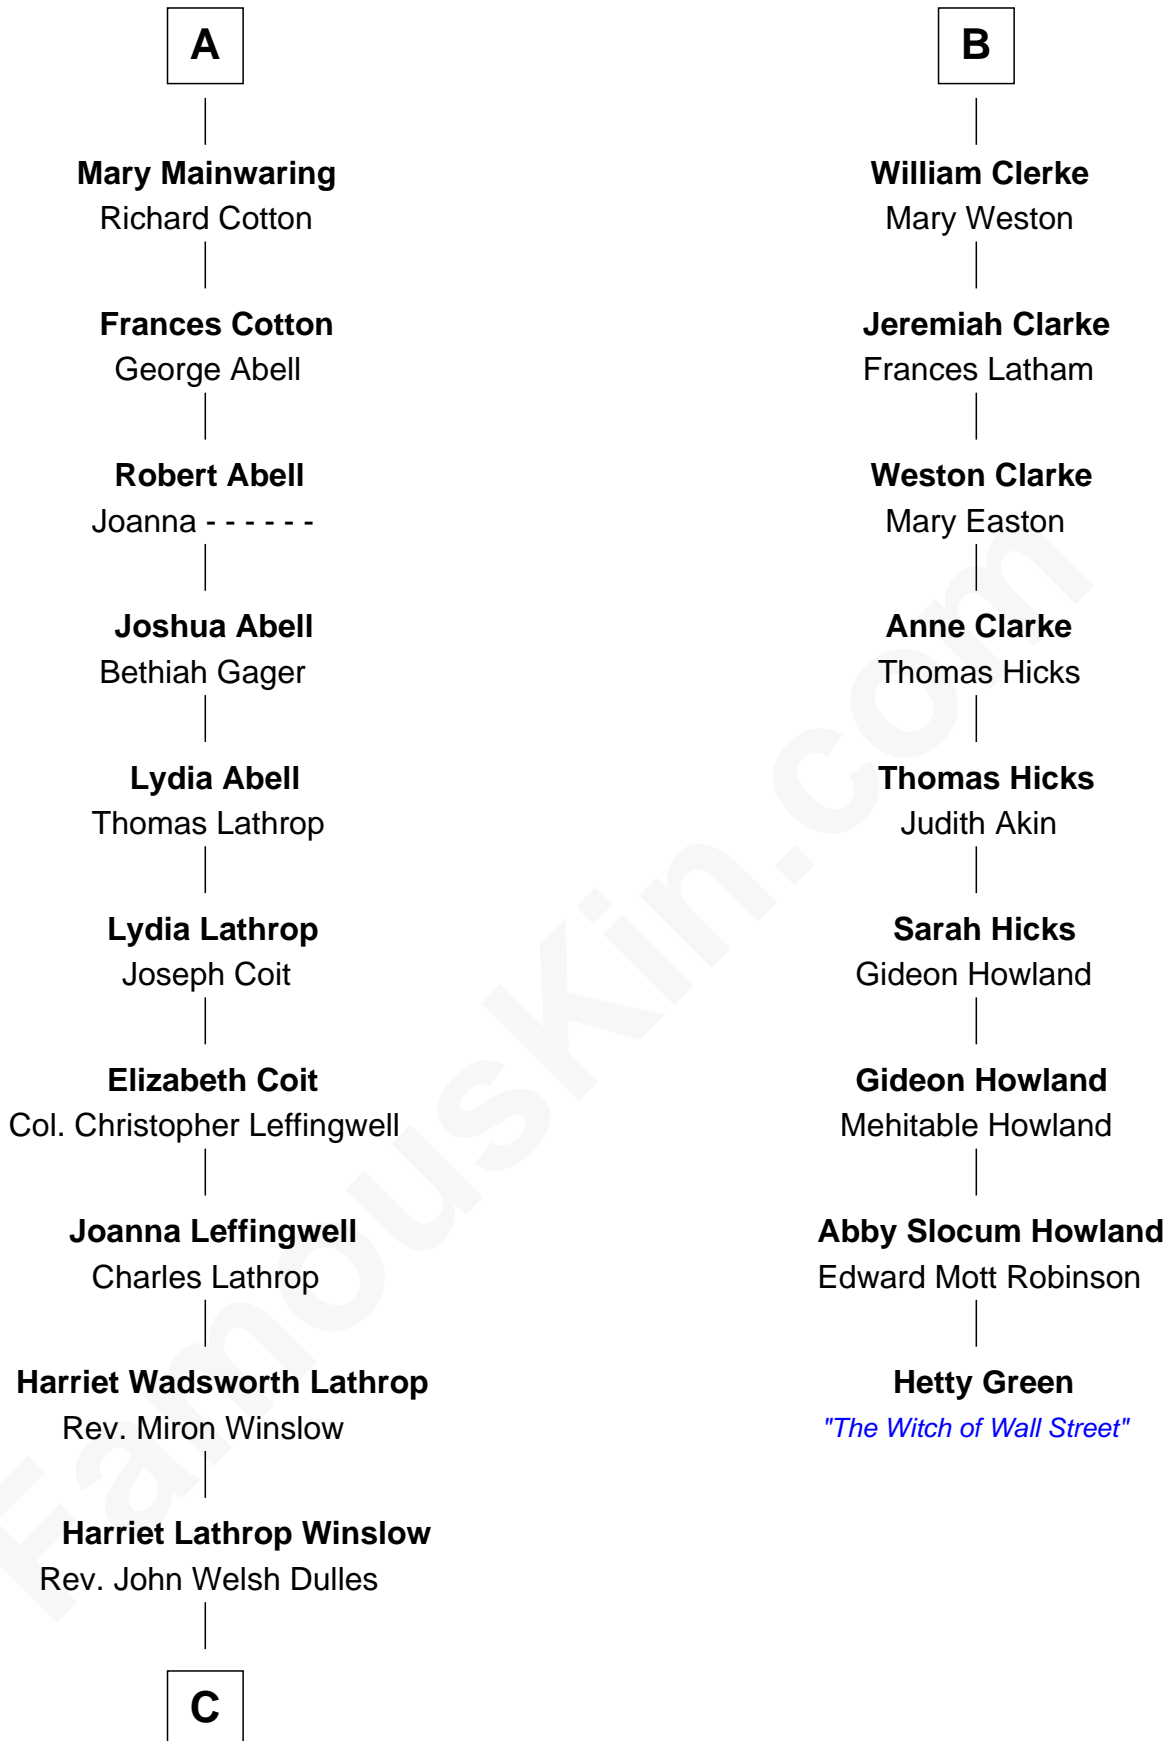 A
Mary Mainwaring
Richard Cotton
Frances Cotton
George Abell
Robert Abell
Joanna - - - - - -
Joshua Abell
Bethiah Gager
Lydia Abell
Thomas Lathrop
Lydia Lathrop
Joseph Coit
Elizabeth Coit
Col. Christopher Leffingwell
Joanna Leffingwell
Charles Lathrop
Harriet Wadsworth Lathrop
Rev. Miron Winslow
Harriet Lathrop Winslow
Rev. John Welsh Dulles
C
B
William Clerke
Mary Weston
Jeremiah Clarke
Frances Latham
Weston Clarke
Mary Easton
Anne Clarke
Thomas Hicks
Thomas Hicks
Judith Akin
Sarah Hicks
Gideon Howland
Gideon Howland
Mehitable Howland
Abby Slocum Howland
Edward Mott Robinson
Hetty Green
"The Witch of Wall Street"
FamousKin.com